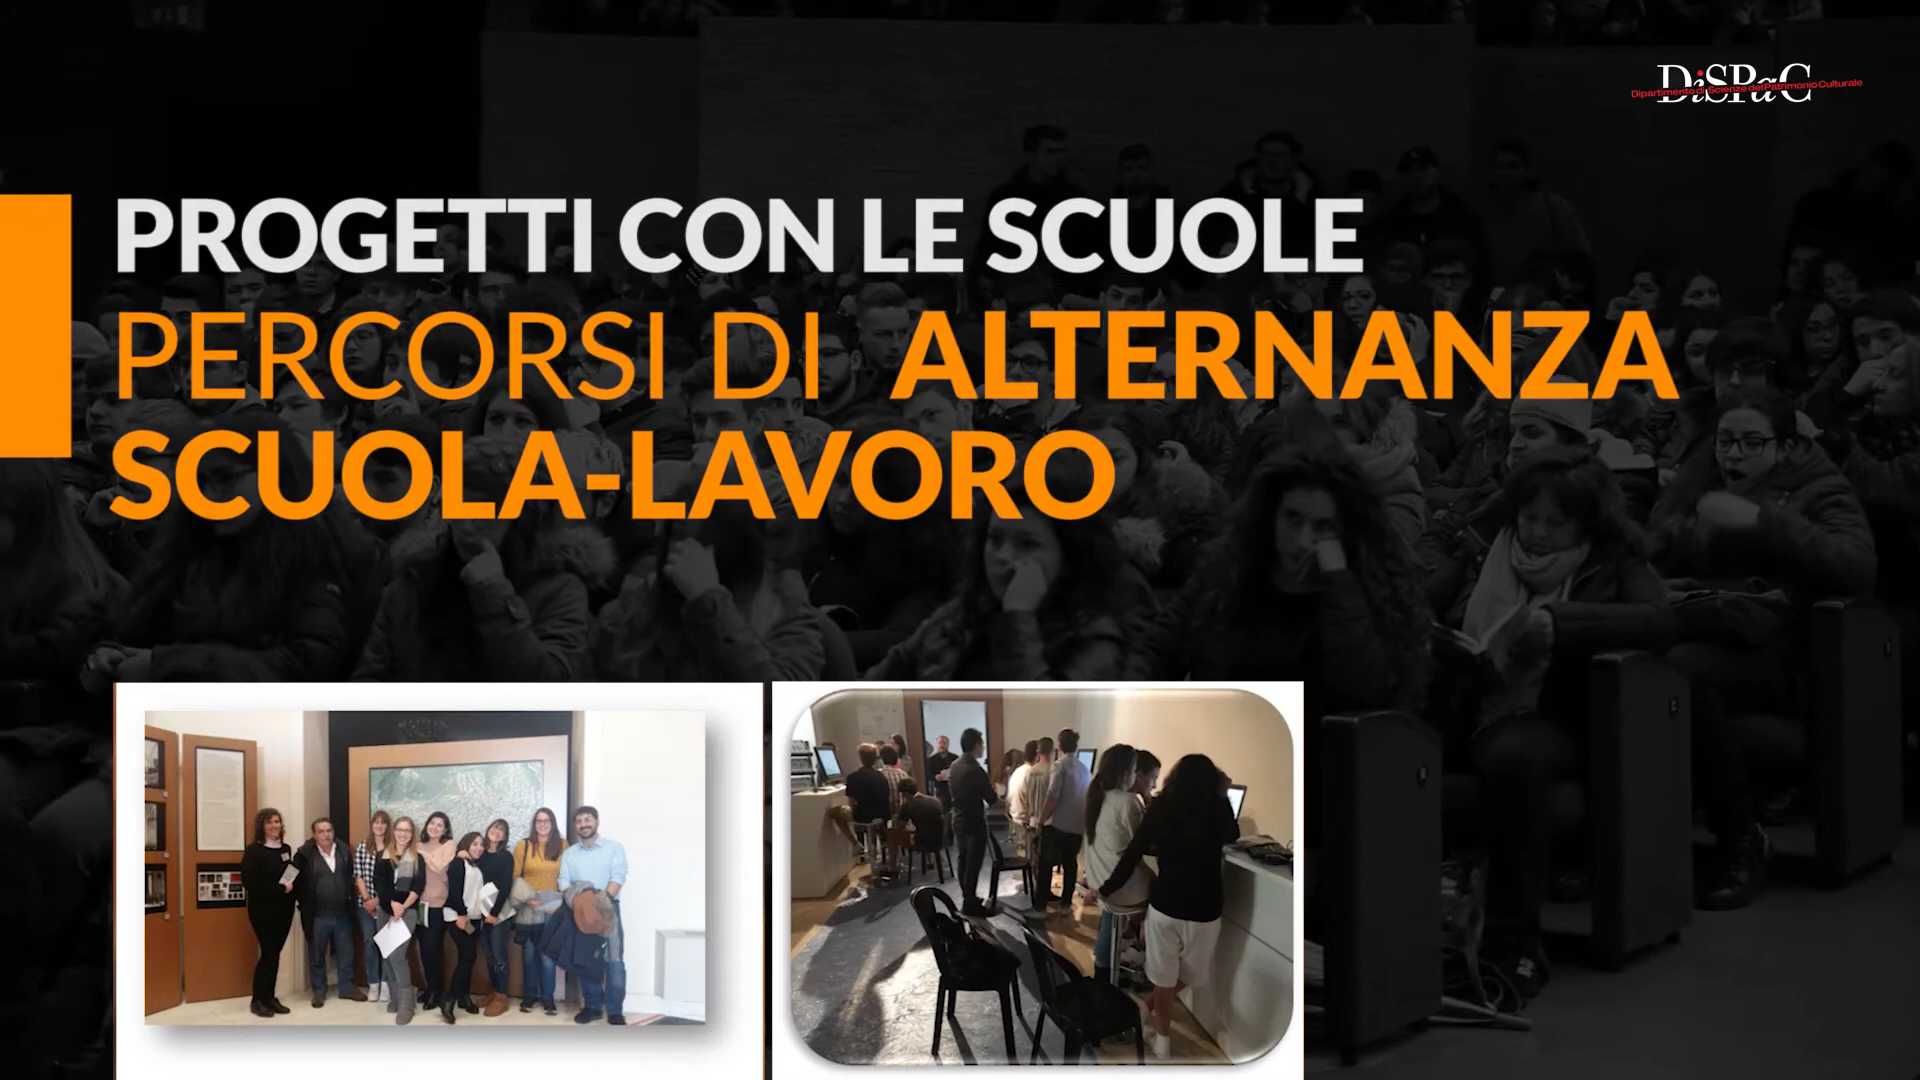 DiSPaC
Dipartimento di Scienze del Patrimonio Culturale
PROGETTI CON LE SCUOLE
PERCORSI DI ALTERNANZA
SCUOLA-LAVORO